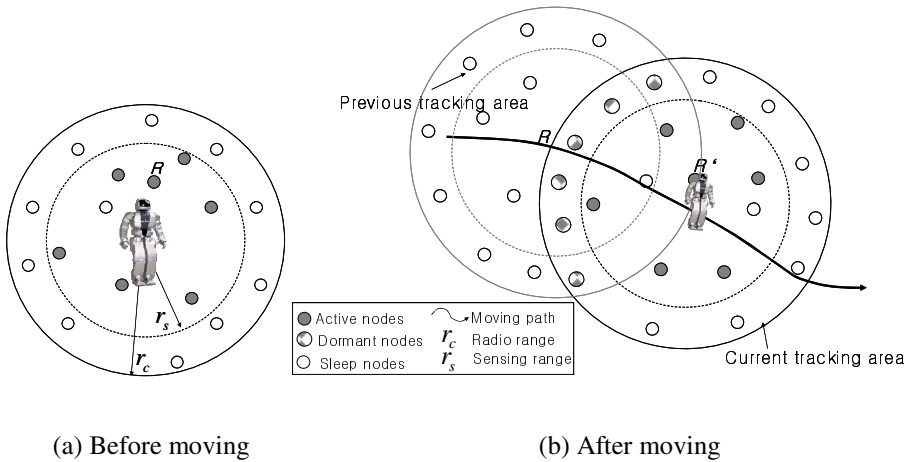 Previous tracking area
R
R
R‘
r_s
r_c
Active nodes
Moving path
Dormant nodes
r_c Radio range
Sleep nodes
r_s Sensing range
Current tracking area
(a) Before moving
(b) After moving